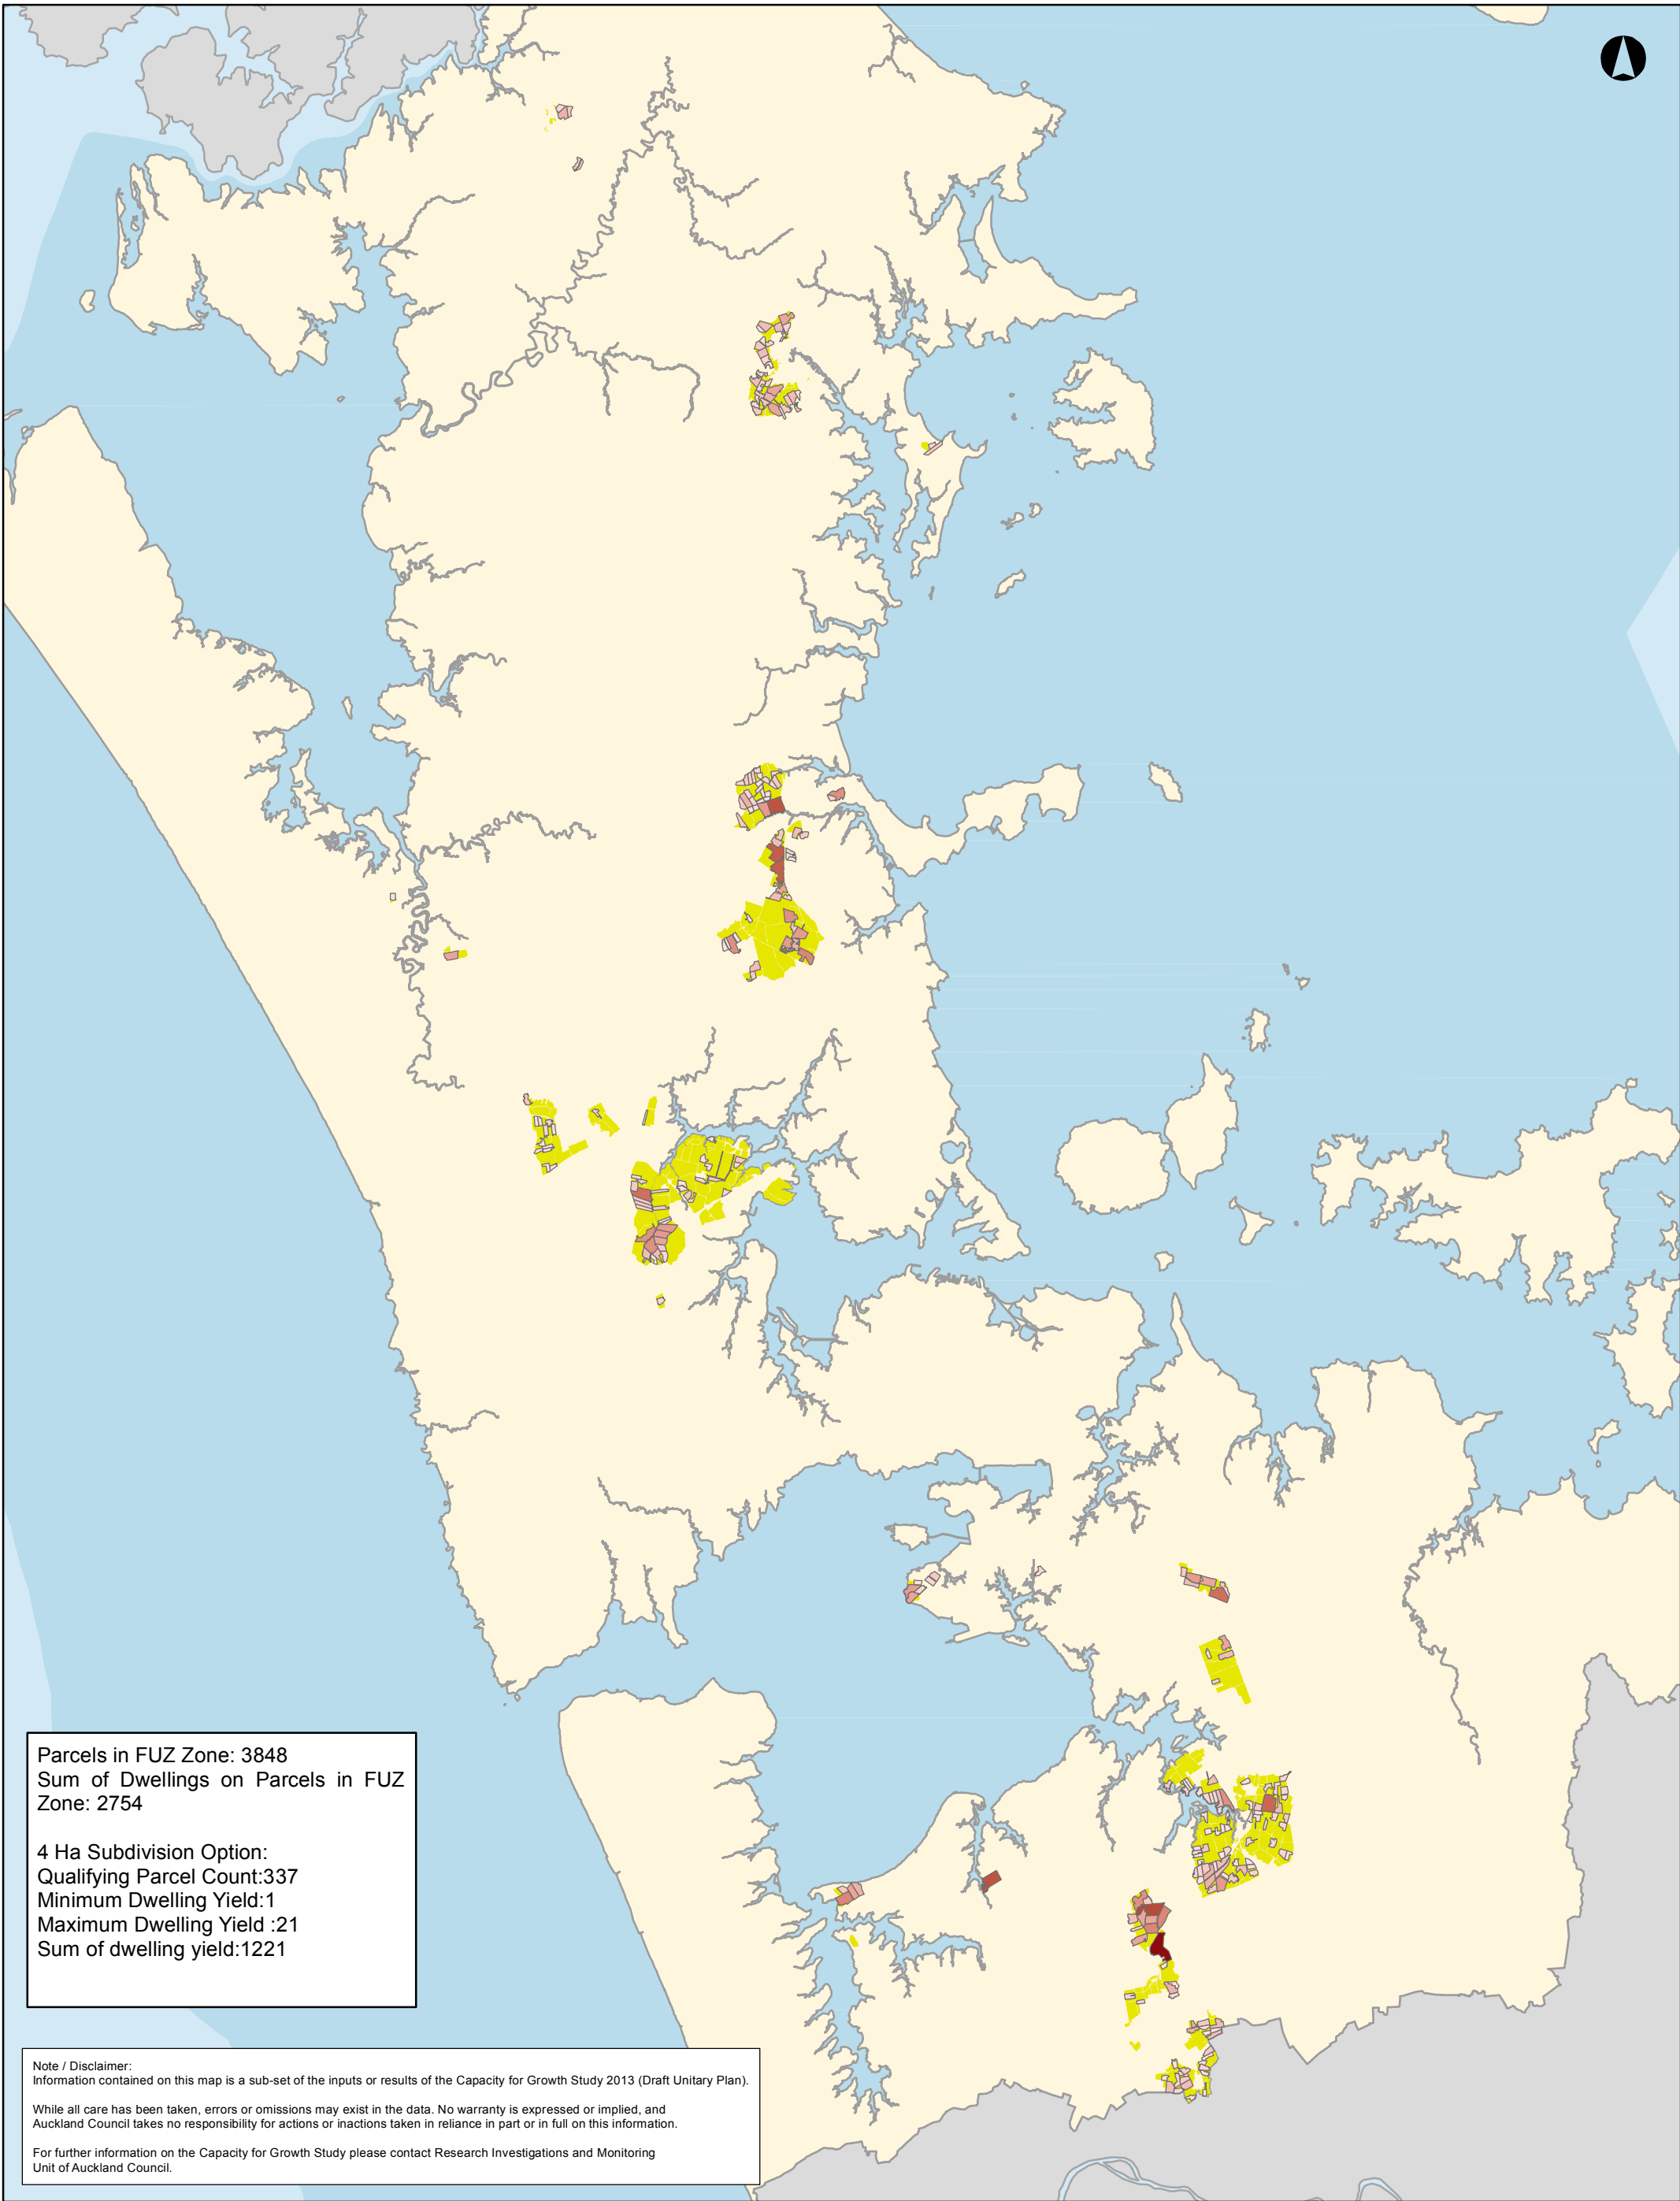 Parcels in FUZ Zone: 3848
Sum of Dwellings on Parcels in FUZ
Zone: 2754
4 Ha Subdivision Option:
Qualifying Parcel Count:337
Minimum Dwelling Yield:1
Maximum Dwelling Yield :21
Sum of dwelling yield:1221
Note / Disclaimer:
Information contained on this map is a sub-set of the inputs or results of the Capacity for Growth Study 2013 (Draft Unitary Plan).
While all care has been taken, errors or omissions may exist in the data. No warranty is expressed or implied, and
Auckland Council takes no responsibility for actions or inactions taken in reliance in part or in full on this information.
For further information on the Capacity for Growth Study please contact Research Investigations and Monitoring
Unit of Auckland Council.